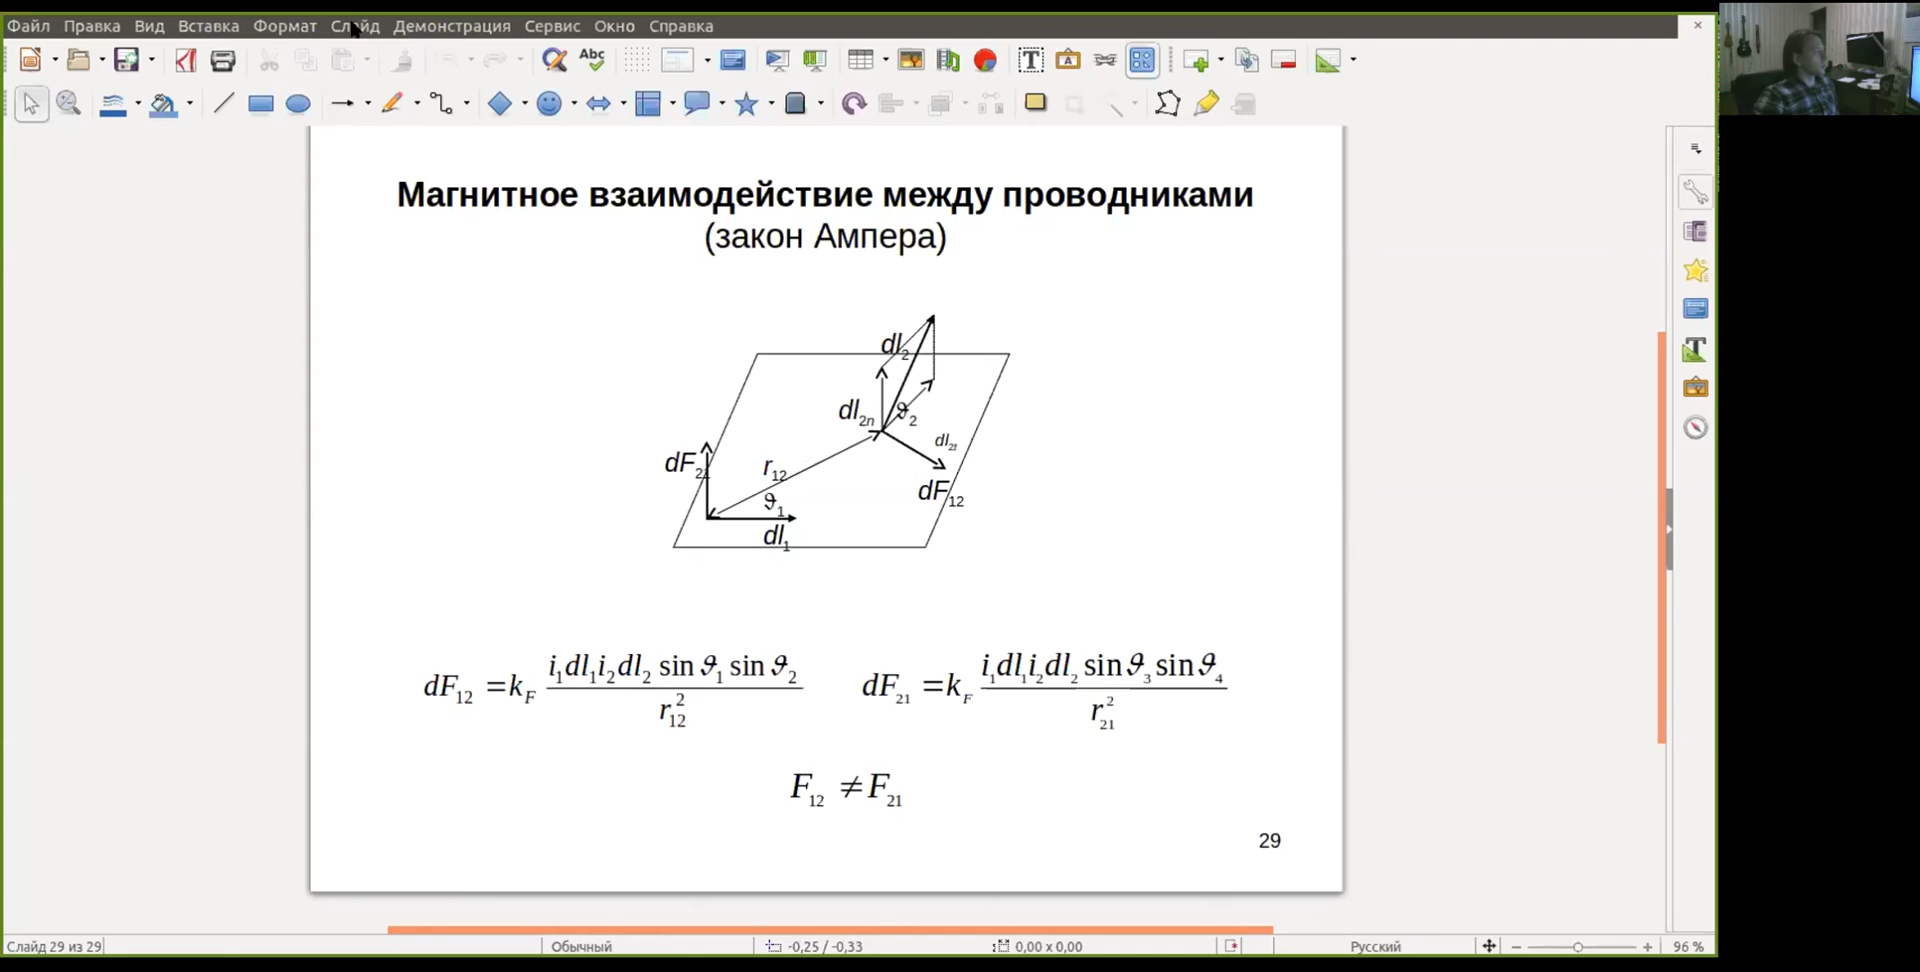 Файл Правка Вид Вставка Формат Слайд Демонстрация Сервис Окно Справка
Abc
Магнитное взаимодействие между проводниками
(закон Ампера)
dl₂
dl₂ₙ ϑ₂
dl₂ₜ
dF₂₁ r₁₂
dF₁₂
ϑ₁
dl₁
dF₁₂ = k_F i₁dl₁i₂dl₂ sin ϑ₁ sin ϑ₂ / r₁₂² dF₂₁ = k_F i₁dl₁i₂dl₂ sin ϑ₃ sin ϑ₄ / r₂₁²
F₁₂ ≠ F₂₁
29
Слайд 29 из 29 Обычный -0,25 / -0,33 0,00 x 0,00 Русский 96 %